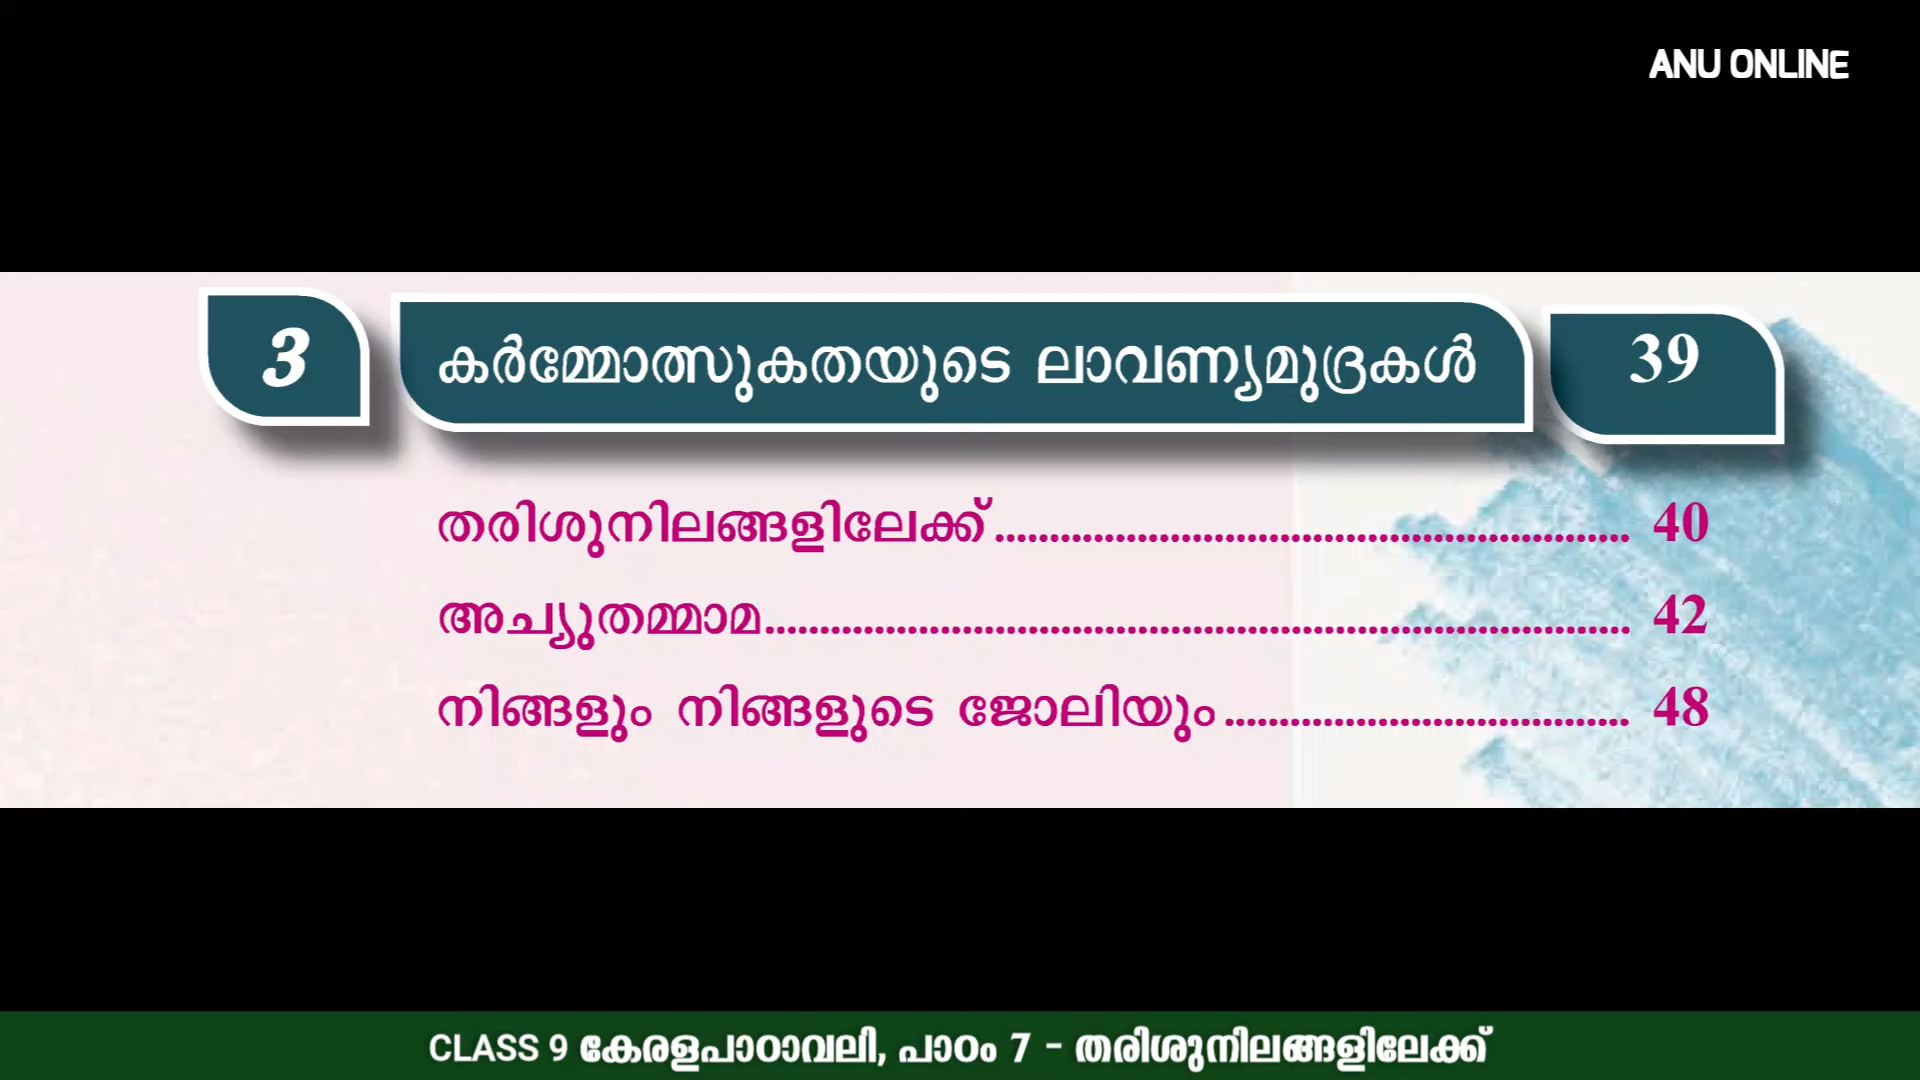 ANU ONLINE
3 കർമ്മോത്സുകതയുടെ ലാവണ്യമുദ്രകൾ 39
തരിശുനിലങ്ങളിലേക്ക്.......................................................... 40
അച്യുതമ്മാമ............................................................................... 42
നിങ്ങളും നിങ്ങളുടെ ജോലിയും..................................... 48
CLASS 9 കേരളപാഠാവലി, പാഠം 7 - തരിശുനിലങ്ങളിലേക്ക്